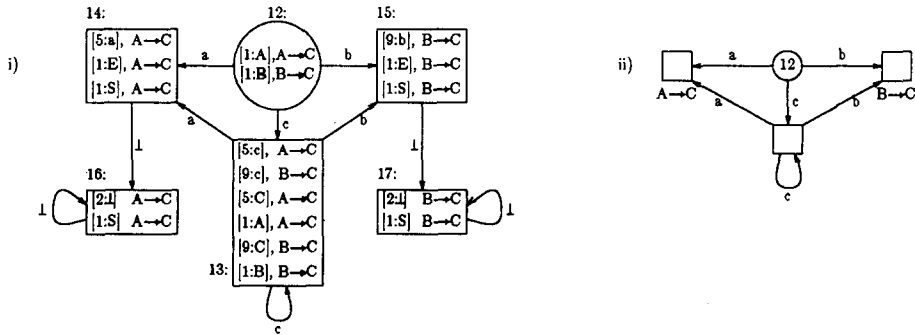 i)
14:
[5:a], A→C
[1:E], A→C
[1:S], A→C
a
12:
[1:A],A→C
[1:B],B→C
b
15:
[9:b], B→C
[1:E], B→C
[1:S], B→C
a
b
c
⊥
⊥
16:
[2:⊥] A→C
[1:S] A→C
⊥
13:
[5:c], A→C
[9:c], B→C
[5:C], A→C
[1:A], A→C
[9:C], B→C
[1:B], B→C
c
17:
[2:⊥] B→C
[1:S] B→C
⊥
ii)
a
12
b
A→C
a
c
b
B→C
c